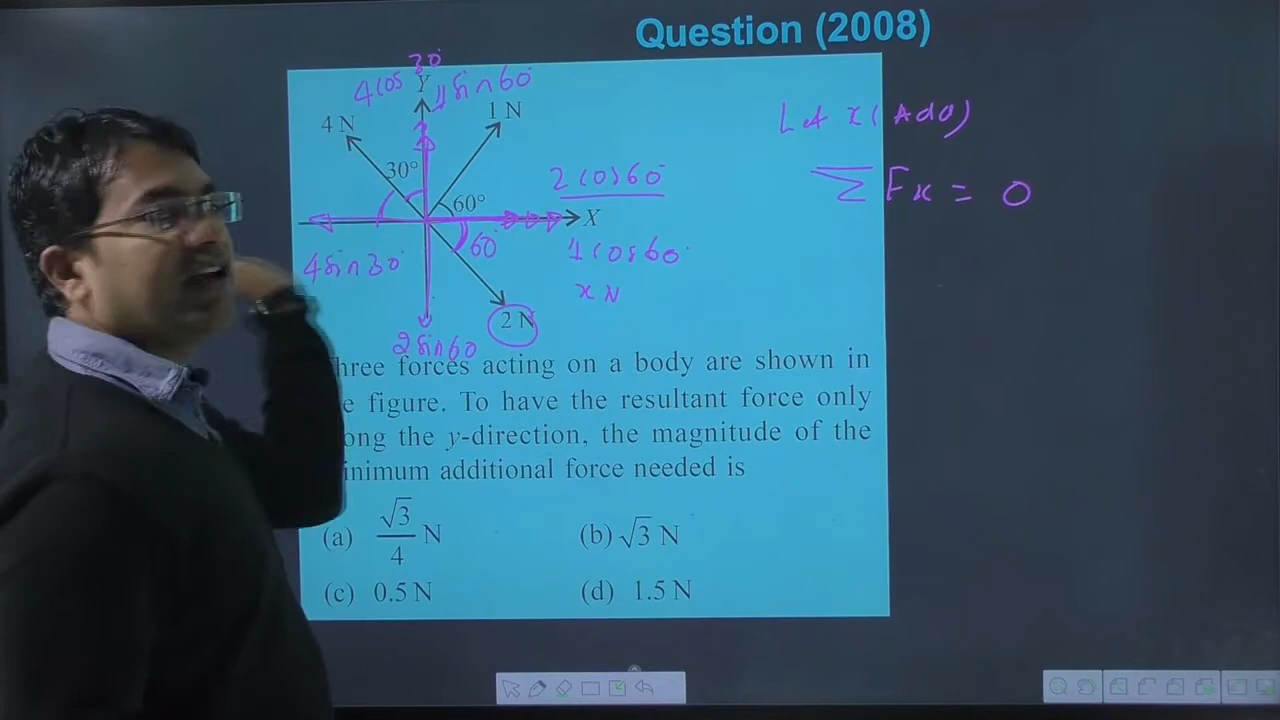 Question (2008)
4cos 30°
Y
1sin60°
4 N
1 N
30°
60°
2cos60°
X
60°
1cos60°
4sin30°
x N
2 N
2sin60
Let x(Add)
ΣFx = 0
hree forces acting on a body are shown in
e figure. To have the resultant force only
ong the y-direction, the magnitude of the
inimum additional force needed is
(a) √3/4 N
(b) √3 N
(c) 0.5 N
(d) 1.5 N